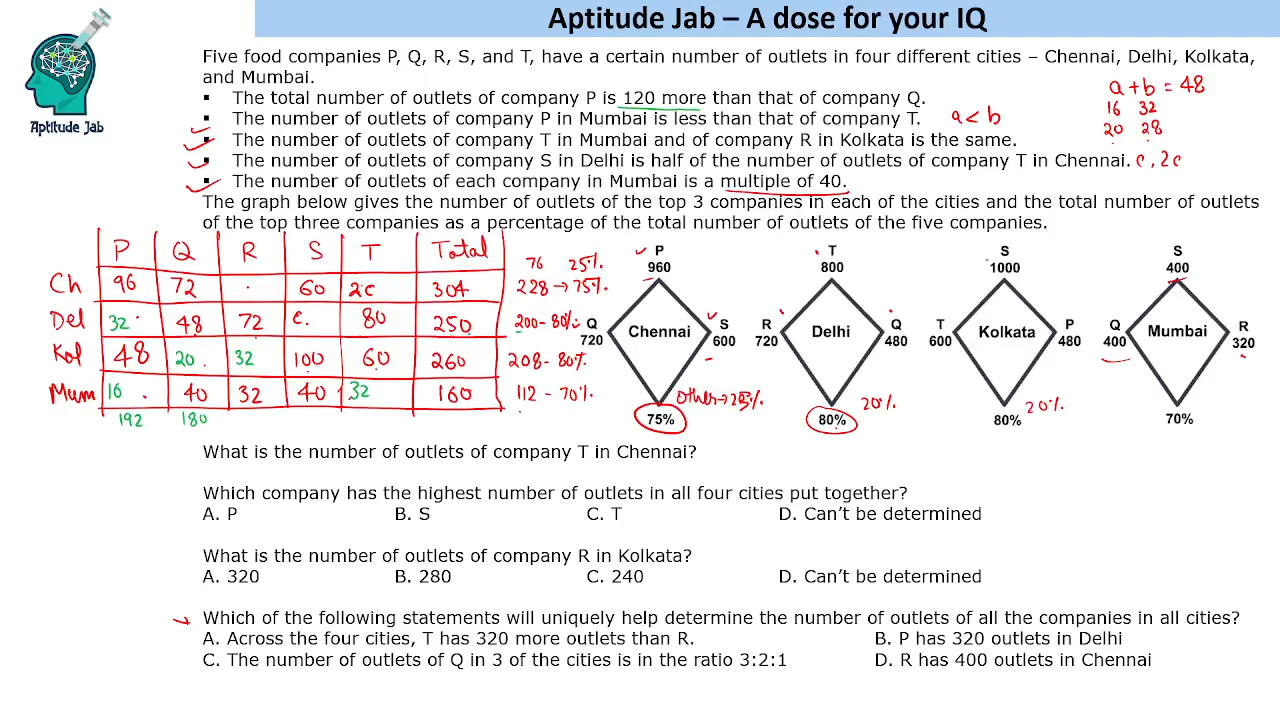 Aptitude Jab – A dose for your IQ
Aptitude Jab
Five food companies P, Q, R, S, and T, have a certain number of outlets in four different cities – Chennai, Delhi, Kolkata,
and Mumbai.
▪ The total number of outlets of company P is 120 more than that of company Q.
▪ The number of outlets of company P in Mumbai is less than that of company T. a < b
▪ The number of outlets of company T in Mumbai and of company R in Kolkata is the same.
▪ The number of outlets of company S in Delhi is half of the number of outlets of company T in Chennai. c, 2c
▪ The number of outlets of each company in Mumbai is a multiple of 40.
a + b = 48
16 32
20 28
The graph below gives the number of outlets of the top 3 companies in each of the cities and the total number of outlets
of the top three companies as a percentage of the total number of outlets of the five companies.
P Q R S T Total
Ch 96 72 . 60 2c 304
Del 32 48 72 c. 80 250
Kol 48 20 32 100 60 260
Mum 16 40 32 40 32 160
192 180
76 25%
228 → 75%
200 - 80%
208 - 80%
112 - 70%
P
960
Q
720
Chennai
S
600
Other → 25%
75%
T
800
R
720
Delhi
Q
480
20%
80%
S
1000
T
600
Kolkata
P
480
20%
80%
S
400
Q
400
Mumbai
R
320
70%
What is the number of outlets of company T in Chennai?
Which company has the highest number of outlets in all four cities put together?
A. P B. S C. T D. Can't be determined
What is the number of outlets of company R in Kolkata?
A. 320 B. 280 C. 240 D. Can't be determined
Which of the following statements will uniquely help determine the number of outlets of all the companies in all cities?
A. Across the four cities, T has 320 more outlets than R. B. P has 320 outlets in Delhi
C. The number of outlets of Q in 3 of the cities is in the ratio 3:2:1 D. R has 400 outlets in Chennai